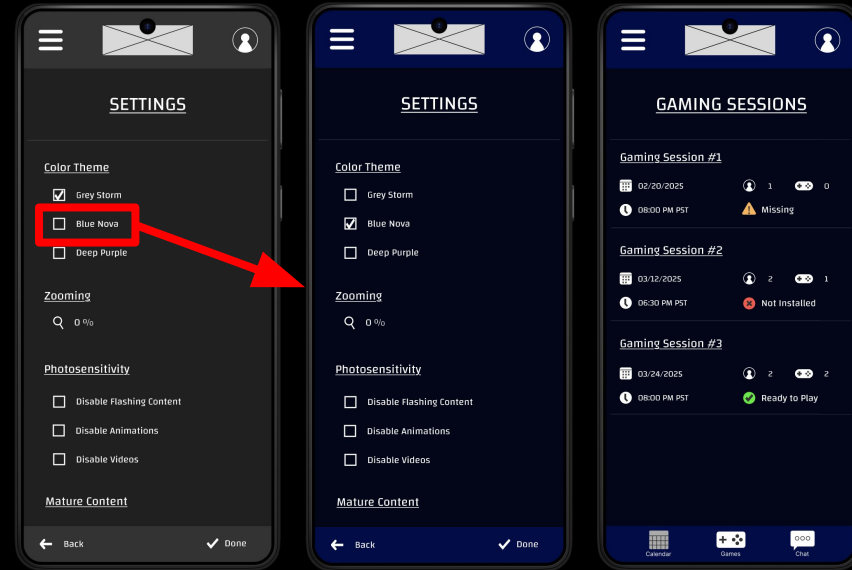 SETTINGS
Color Theme
Grey Storm
Blue Nova
Deep Purple
Zooming
0 %
Photosensitivity
Disable Flashing Content
Disable Animations
Disable Videos
Mature Content
Back
Done
SETTINGS
Color Theme
Grey Storm
Blue Nova
Deep Purple
Zooming
0 %
Photosensitivity
Disable Flashing Content
Disable Animations
Disable Videos
Mature Content
Back
Done
GAMING SESSIONS
Gaming Session #1
02/20/2025 1 0
08:00 PM PST Missing
Gaming Session #2
03/12/2025 2 1
06:30 PM PST Not Installed
Gaming Session #3
03/24/2025 2 2
08:00 PM PST Ready to Play
Calendar Games Chat